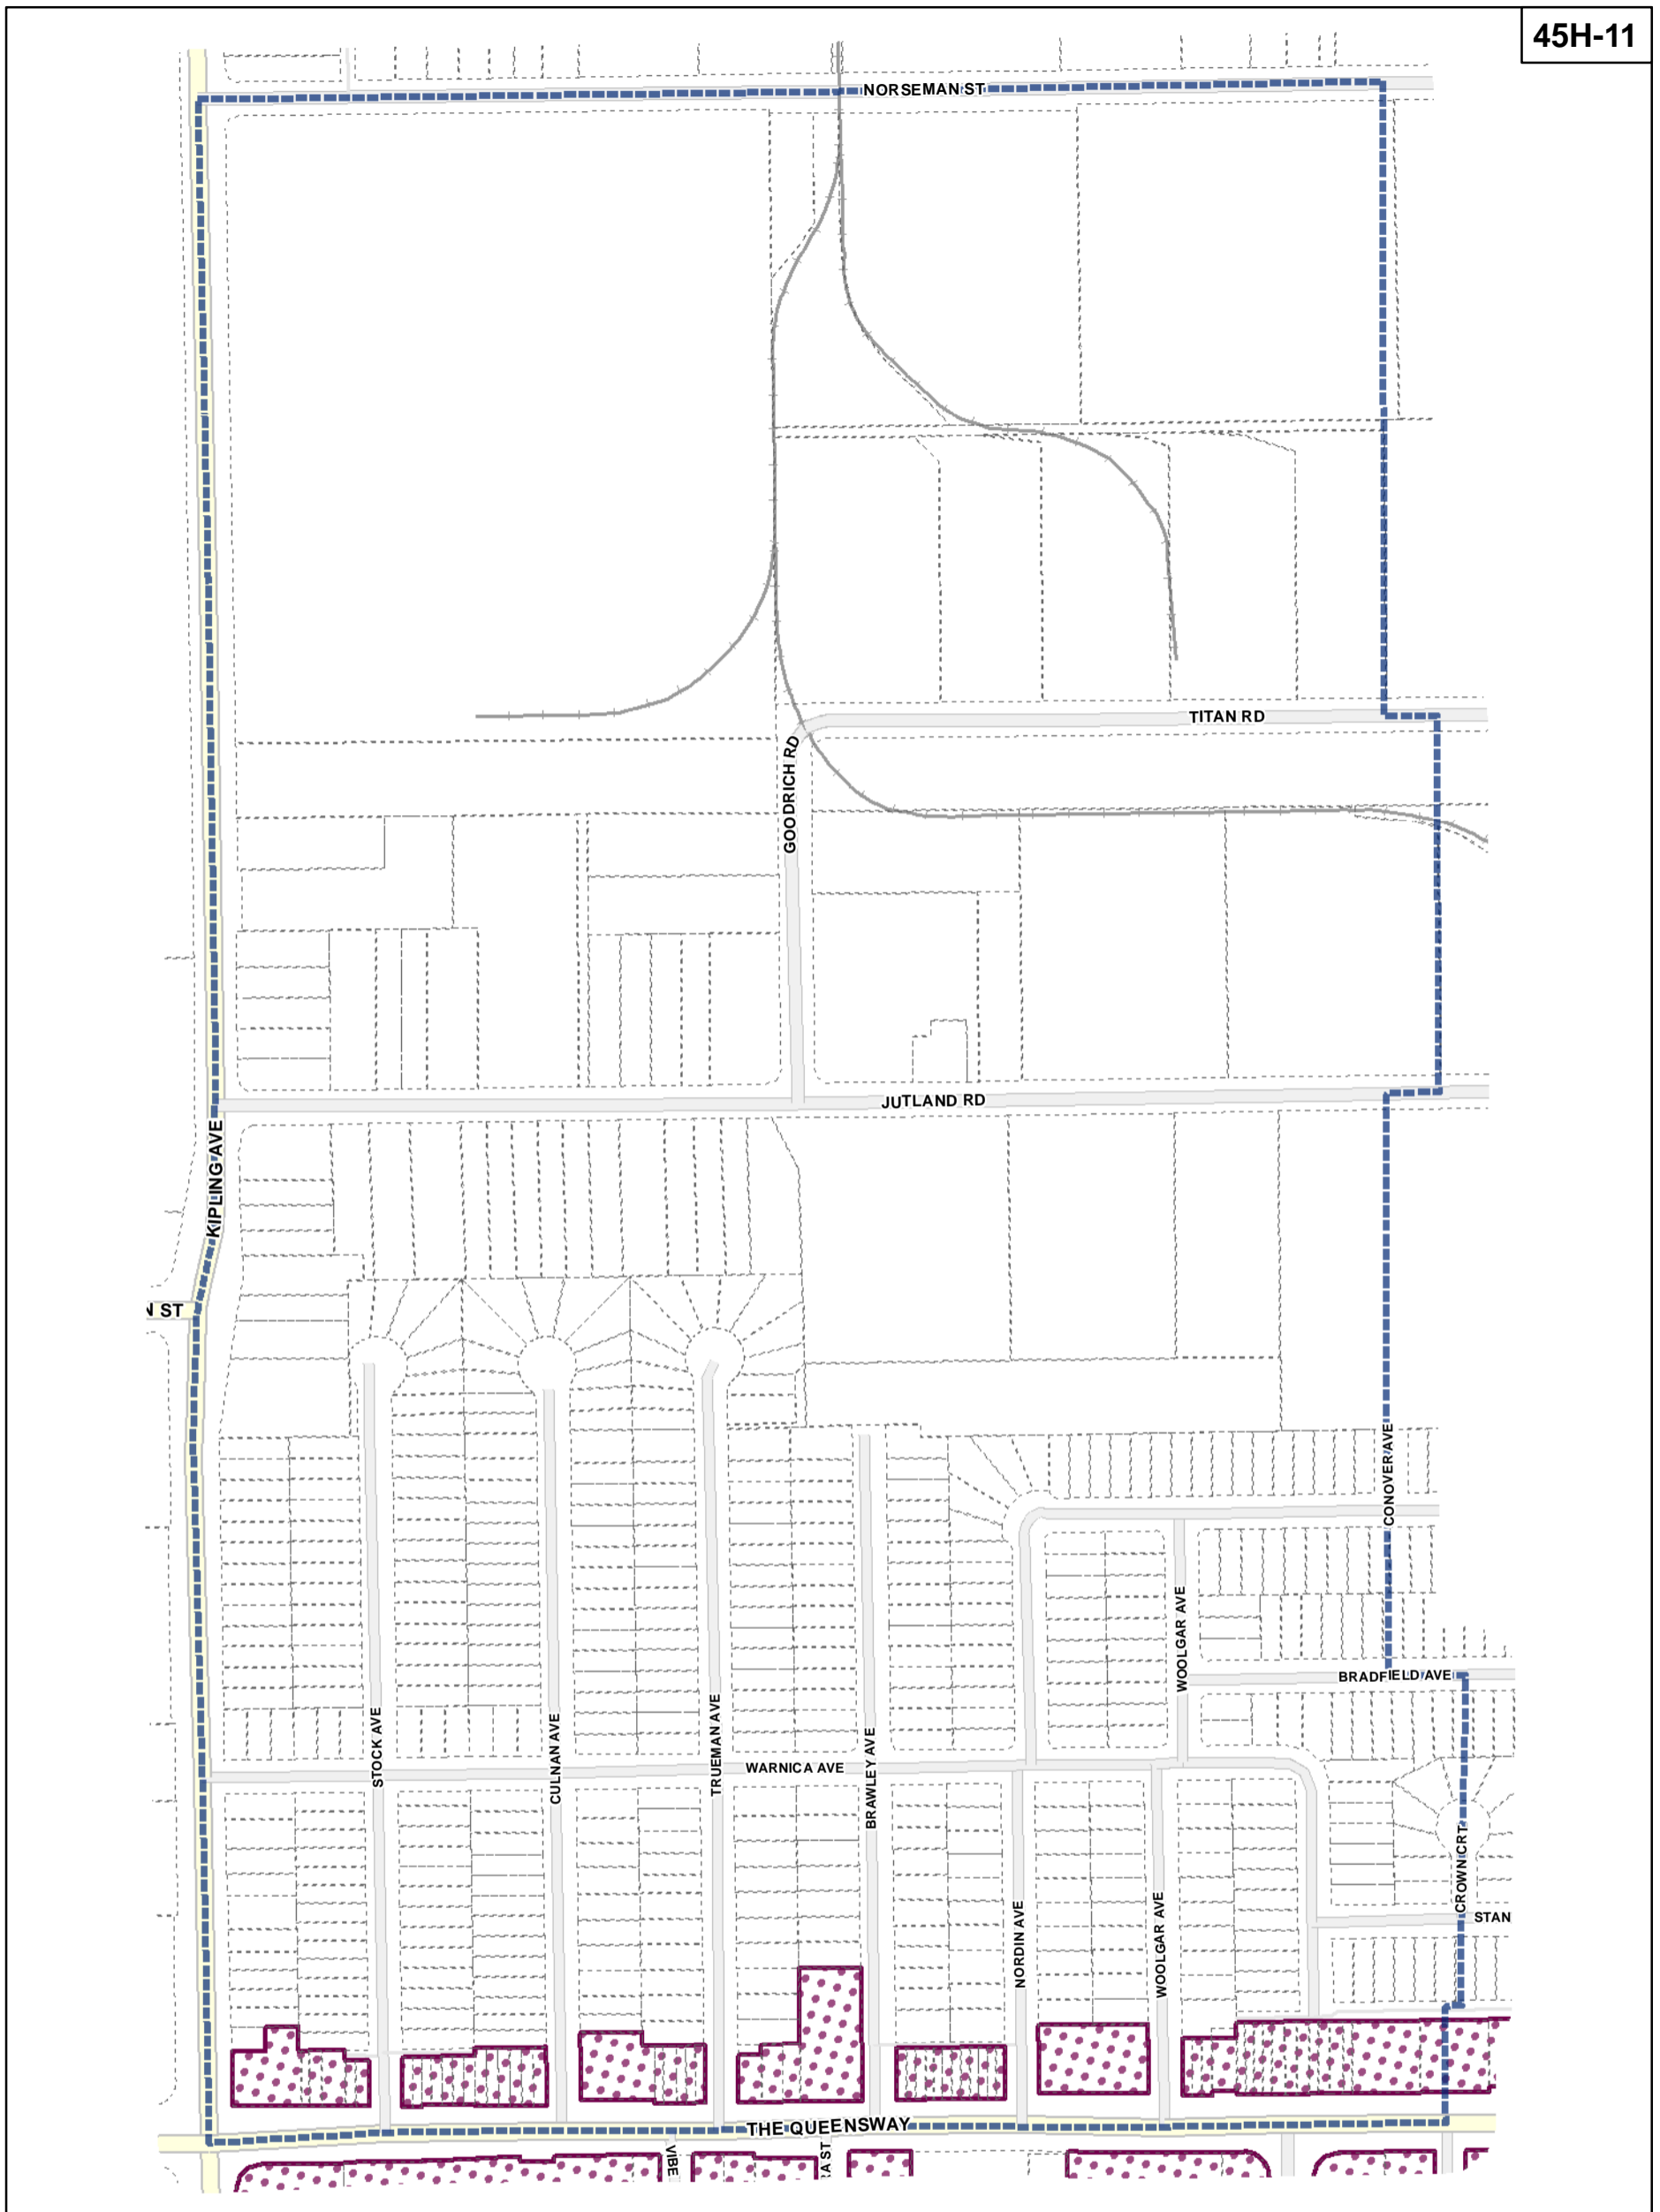 45H-11
NORSEMAN ST
TITAN RD
GOODRICH RD
JUTLAND RD
KIPLING AVE
N ST
CONOVER AVE
WOOLGAR AVE
BRADFIELD AVE
STOCK AVE
CULNAN AVE
TRUEMAN AVE
WARNICA AVE
BRAWLEY AVE
CROWN CRT
NORDIN AVE
WOOLGAR AVE
STAN
THE QUEENSWAY
VIBE
RA ST